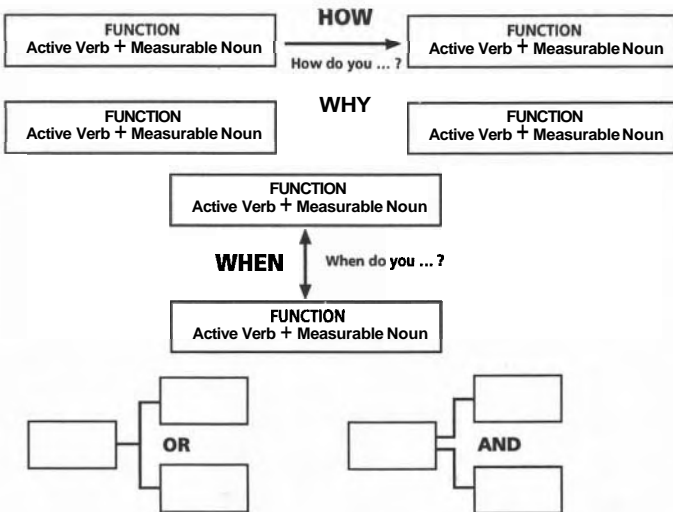 HOW
FUNCTION
Active Verb + Measurable Noun
FUNCTION
Active Verb + Measurable Noun
How do you ... ?
WHY
FUNCTION
Active Verb + Measurable Noun
FUNCTION
Active Verb + Measurable Noun
FUNCTION
Active Verb + Measurable Noun
WHEN
When do you ... ?
FUNCTION
Active Verb + Measurable Noun
OR
AND